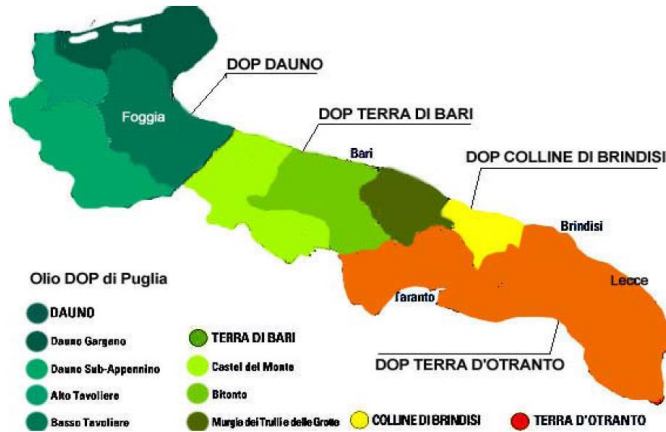 DOP DAUNO
Foggia
DOP TERRA DI BARI
Bari
DOP COLLINE DI BRINDISI
Brindisi
Lecce
Taranto
DOP TERRA D'OTRANTO
Olio DOP di Puglia
DAUNO
Dauno Gargano
Dauno Sub-Appennino
Alto Tavoliere
Basso Tavoliere
TERRA DI BARI
Castel del Monte
Bitonto
Murgia dei Trulli e delle Grotte
COLLINE DI BRINDISI
TERRA D'OTRANTO